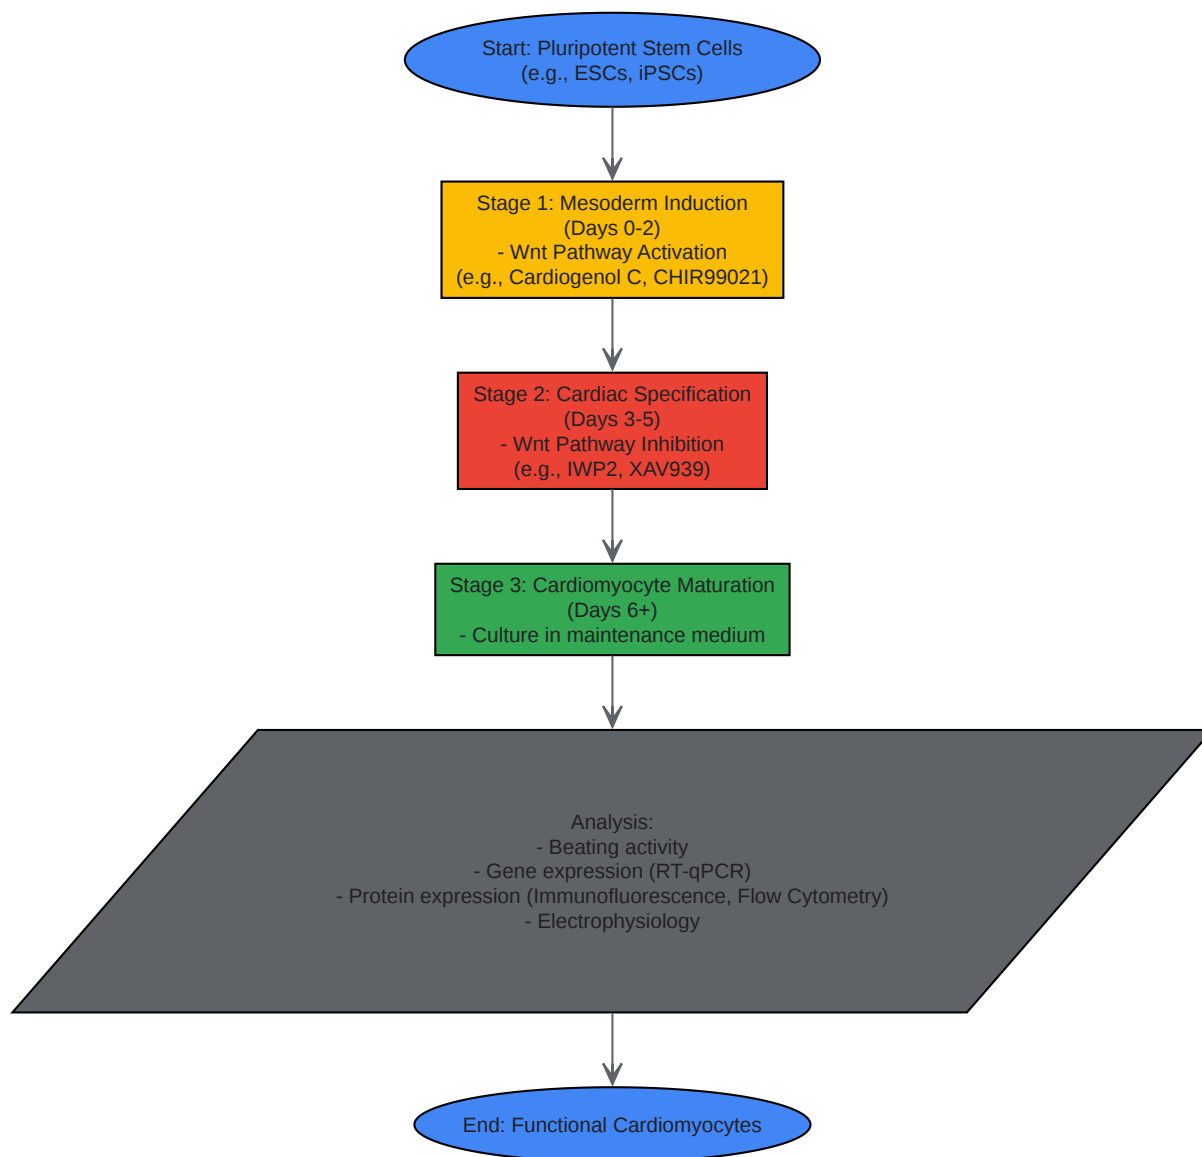 Start: Pluripotent Stem Cells
(e.g., ESCs, iPSCs)
Stage 1: Mesoderm Induction
(Days 0-2)
- Wnt Pathway Activation
(e.g., Cardiogenol C, CHIR99021)
Stage 2: Cardiac Specification
(Days 3-5)
- Wnt Pathway Inhibition
(e.g., IWP2, XAV939)
Stage 3: Cardiomyocyte Maturation
(Days 6+)
- Culture in maintenance medium
Analysis:
- Beating activity
- Gene expression (RT-qPCR)
- Protein expression (Immunofluorescence, Flow Cytometry)
- Electrophysiology
End: Functional Cardiomyocytes